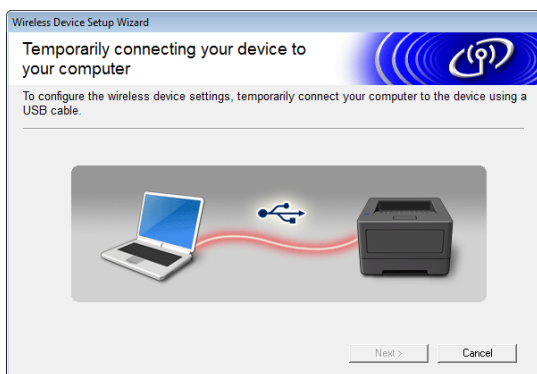 Wireless Device Setup Wizard
Temporarily connecting your device to
your computer
To configure the wireless device settings, temporarily connect your computer to the device using a
USB cable.
Next >
Cancel